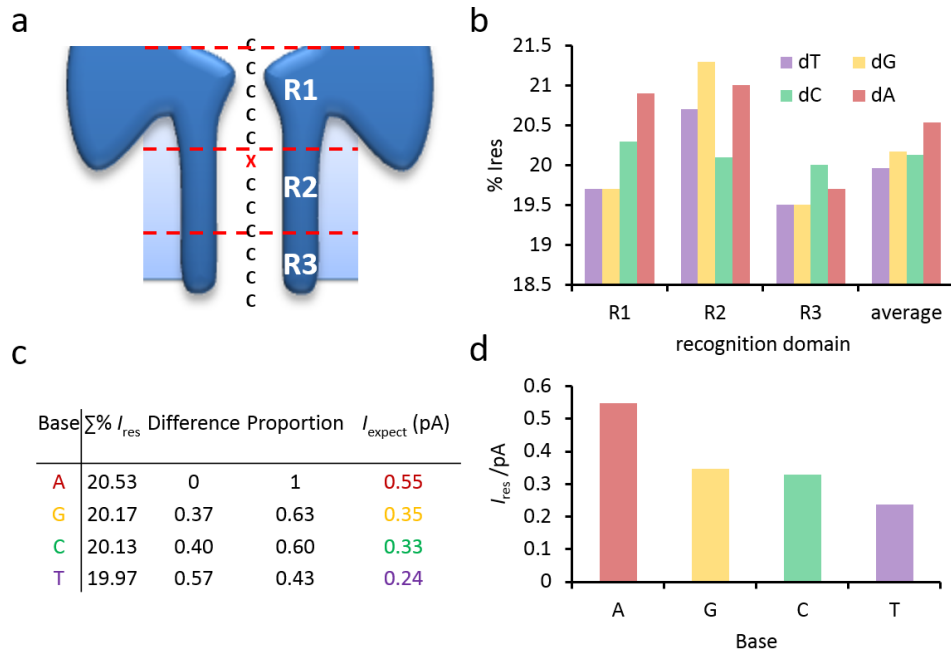 a
C
C
C R1
C
C
X
C R2
C
C
C R3
C
C
b
21.5
21
20.5
20
19.5
19
18.5
% Ires
dT dG
dC dA
R1 R2 R3 average
recognition domain
c
Base ∑% Ires Difference Proportion Iexpect (pA)
A 20.53 0 1 0.55
G 20.17 0.37 0.63 0.35
C 20.13 0.40 0.60 0.33
T 19.97 0.57 0.43 0.24
d
0.6
0.5
0.4
0.3
0.2
0.1
0
Ires /pA
A G C T
Base